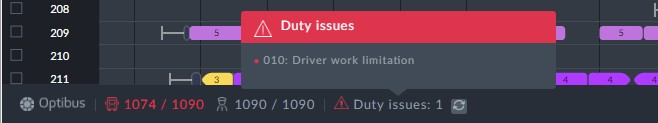 208
Duty issues
209
5
5
• 010: Driver work limitation
210
211
3
4
4
4
Optibus
1074 / 1090
1090 / 1090
Duty issues: 1